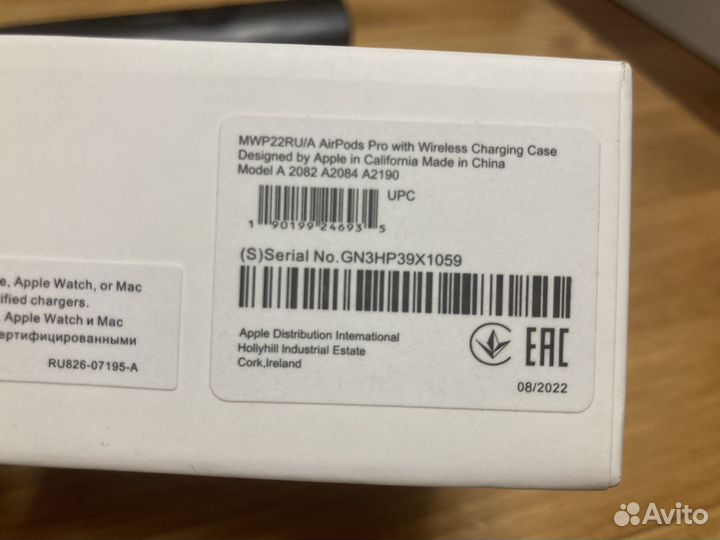 MWP22RU/A AirPods Pro with Wireless Charging Case
Designed by Apple in California Made in China
Model A 2082 A2084 A2190
UPC
1 90199 24693 5
(S)Serial No.GN3HP39X1059
Apple Distribution International
Hollyhill Industrial Estate
Cork,Ireland
EAC
08/2022
e, Apple Watch, or Mac
ified chargers.
, Apple Watch и Mac
ертифицированными
RU826-07195-A
Avito